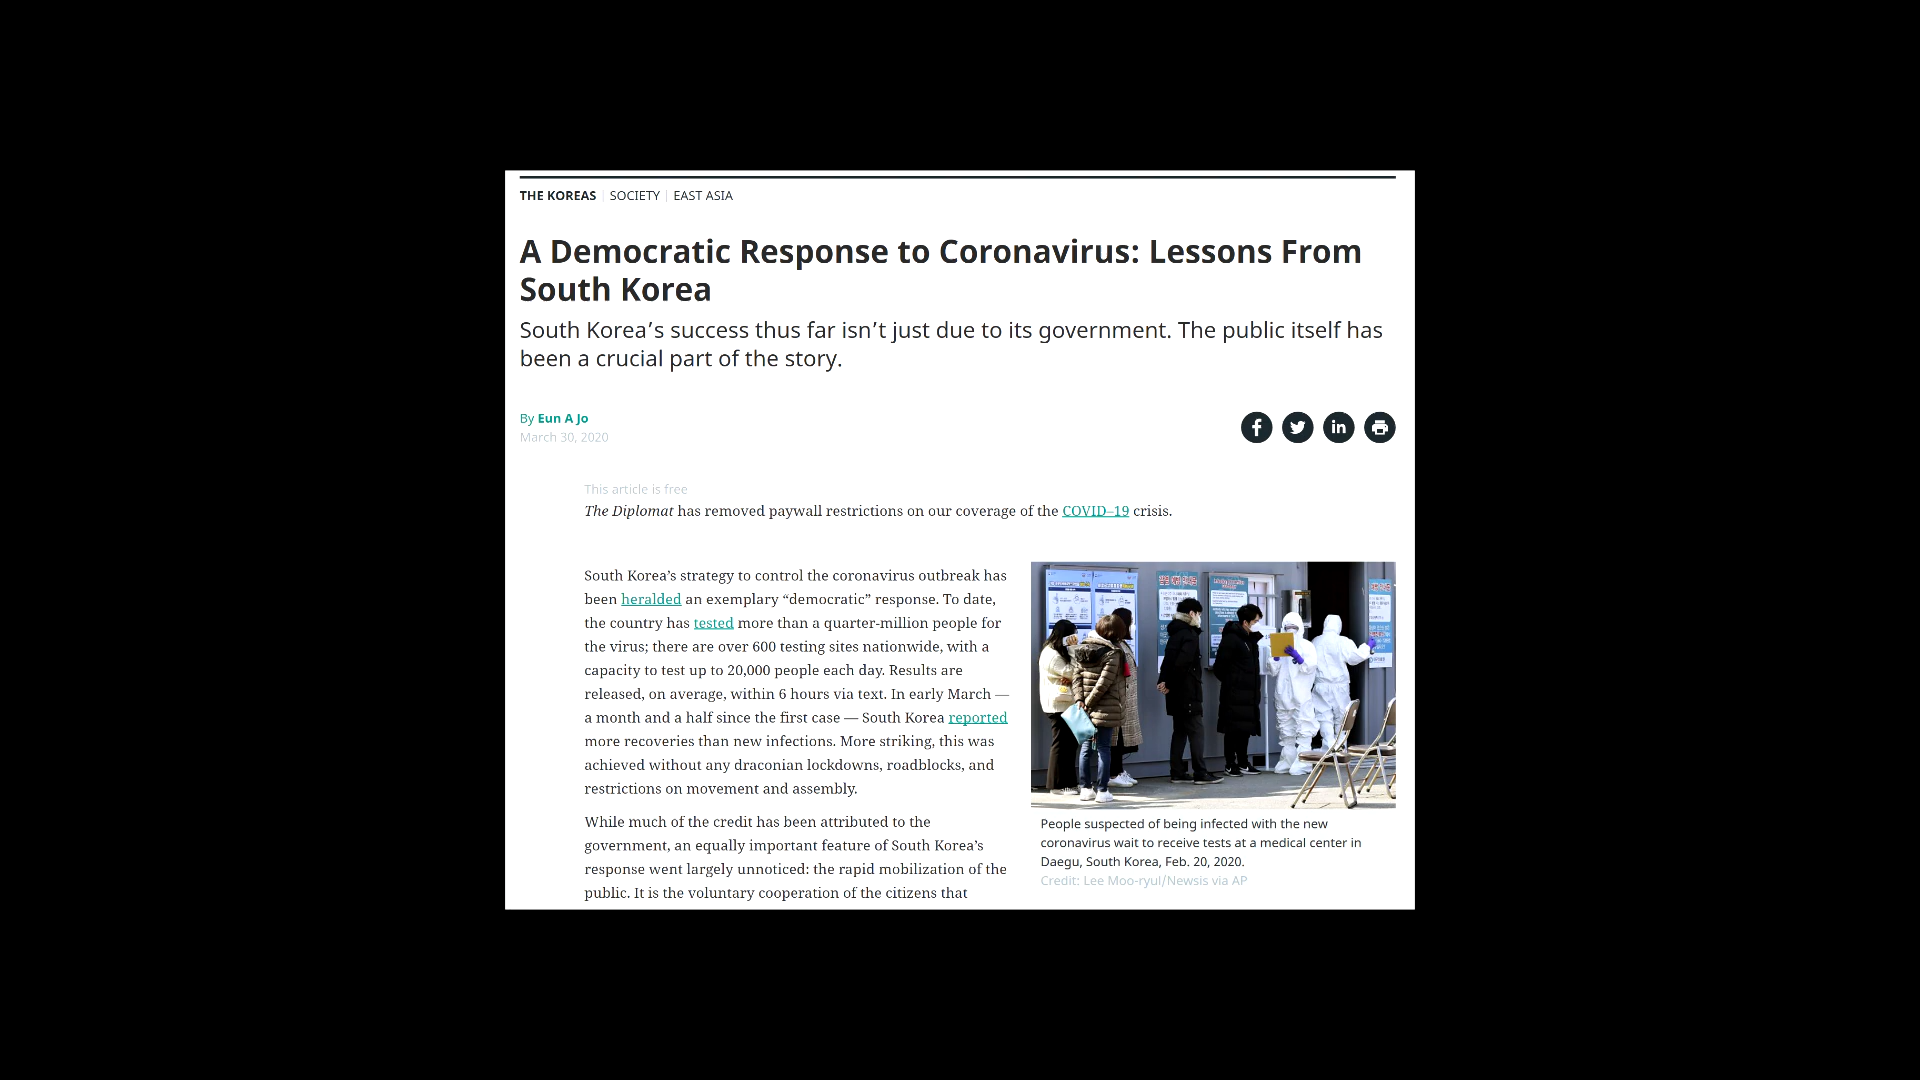 THE KOREAS | SOCIETY | EAST ASIA
A Democratic Response to Coronavirus: Lessons From
South Korea
South Korea’s success thus far isn’t just due to its government. The public itself has
been a crucial part of the story.
By Eun A Jo
March 30, 2020
This article is free
The Diplomat has removed paywall restrictions on our coverage of the COVID–19 crisis.
South Korea’s strategy to control the coronavirus outbreak has
been heralded an exemplary “democratic” response. To date,
the country has tested more than a quarter-million people for
the virus; there are over 600 testing sites nationwide, with a
capacity to test up to 20,000 people each day. Results are
released, on average, within 6 hours via text. In early March —
a month and a half since the first case — South Korea reported
more recoveries than new infections. More striking, this was
achieved without any draconian lockdowns, roadblocks, and
restrictions on movement and assembly.
While much of the credit has been attributed to the
government, an equally important feature of South Korea’s
response went largely unnoticed: the rapid mobilization of the
public. It is the voluntary cooperation of the citizens that
People suspected of being infected with the new
coronavirus wait to receive tests at a medical center in
Daegu, South Korea, Feb. 20, 2020.
Credit: Lee Moo-ryul/Newsis via AP